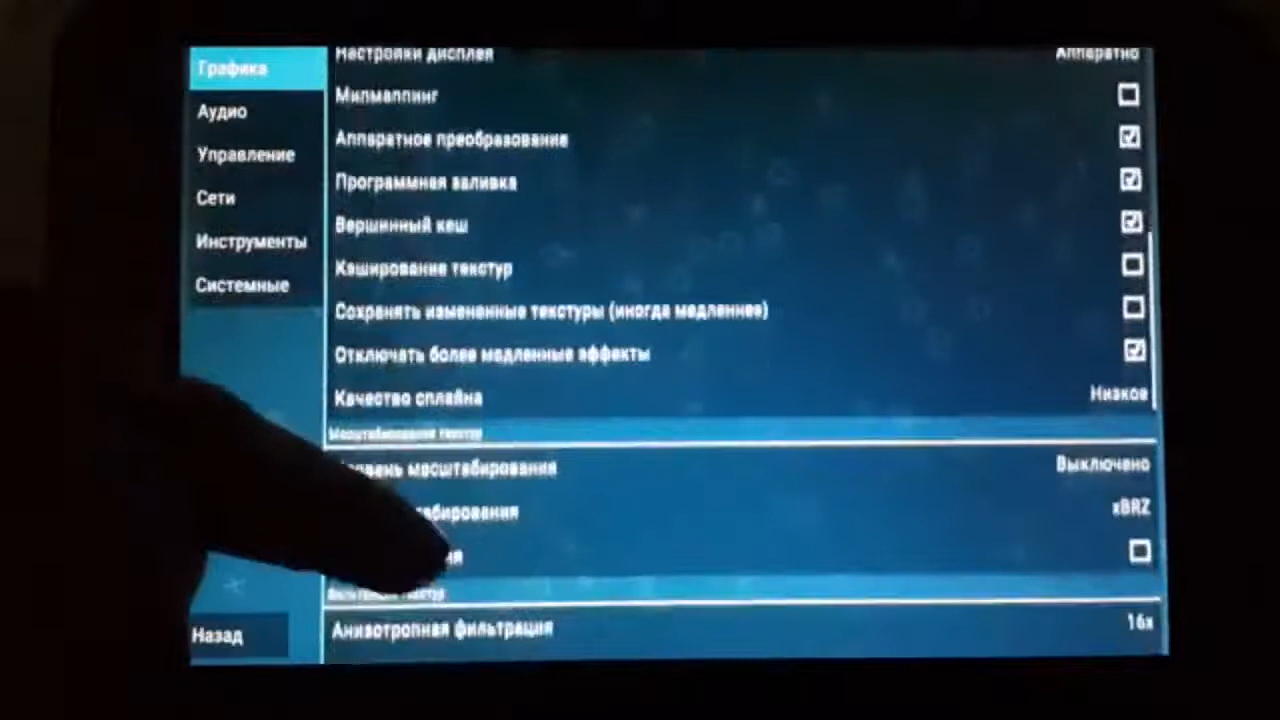 Графика
Аудио
Управление
Сети
Инструменты
Системные
Назад
Настройки дисплея Аппаратно
Мипмаппинг
Аппаратное преобразование
Программная заливка
Вершинный кеш
Кэширование текстур
Сохранять измененные текстуры (иногда медленнее)
Отключать более медленные эффекты
Качество сплайна Низкое
Масштабирование текстур
масштабирования Выключено
xBRZ
Фильтрация текстур
Анизотропная фильтрация 16x